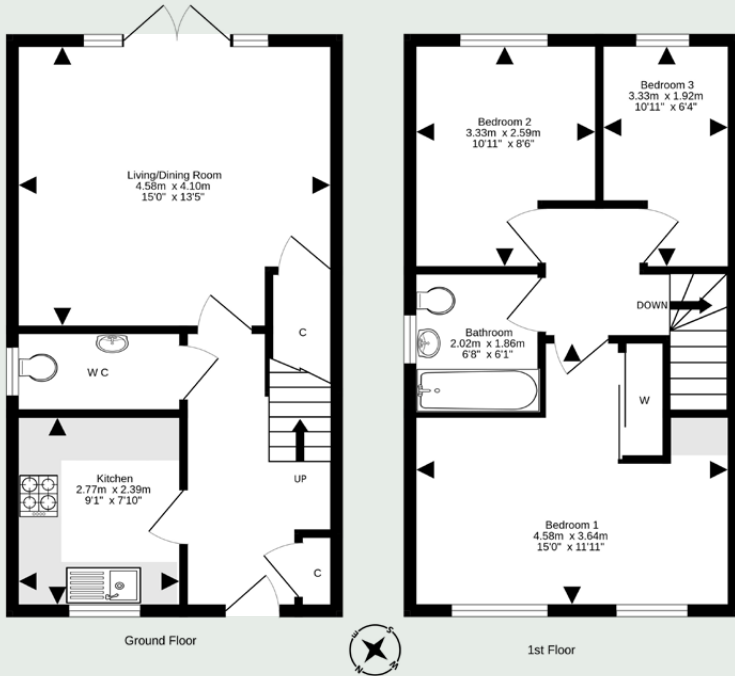 Living/Dining Room
4.58m x 4.10m
15'0" x 13'5"
C
W C
Kitchen
2.77m x 2.39m
9'1" x 7'10"
UP
C
Ground Floor
Bedroom 2
3.33m x 2.59m
10'11" x 8'6"
Bedroom 3
3.33m x 1.92m
10'11" x 6'4"
DOWN
Bathroom
2.02m x 1.86m
6'8" x 6'1"
W
Bedroom 1
4.58m x 3.64m
15'0" x 11'11"
1st Floor
E
S
N
W